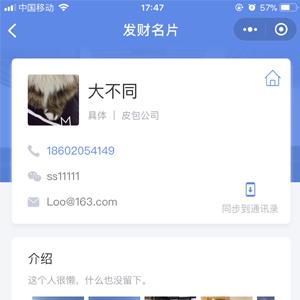 中国移动 17:47 57%
发财名片
M
大不同
具体 | 皮包公司
18602054149
ss11111
Loo@163.com
同步到通讯录
介绍
这个人很懒，什么也没留下。